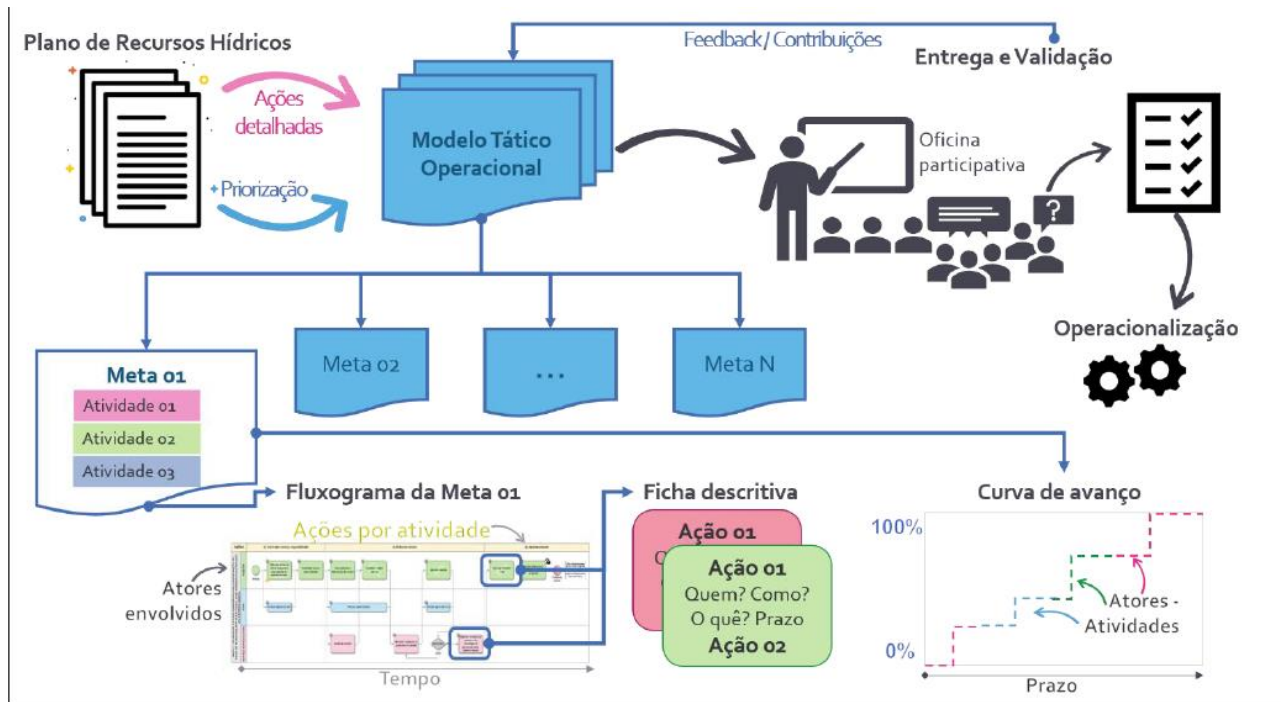 Plano de Recursos Hídricos
Feedback/ Contribuições
Entrega e Validação
Ações
detalhadas
Priorização
Modelo Tático
Operacional
Oficina
participativa
?
Operacionalização
Meta 01
Atividade 01
Atividade 02
Atividade 03
Meta 02
...
Meta N
Fluxograma da Meta 01
Ações por atividade
Atores
envolvidos
Tempo
Ficha descritiva
Ação 01
Ação 01
Quem? Como?
O quê? Prazo
Ação 02
Curva de avanço
100%
0%
Atores -
Atividades
Prazo